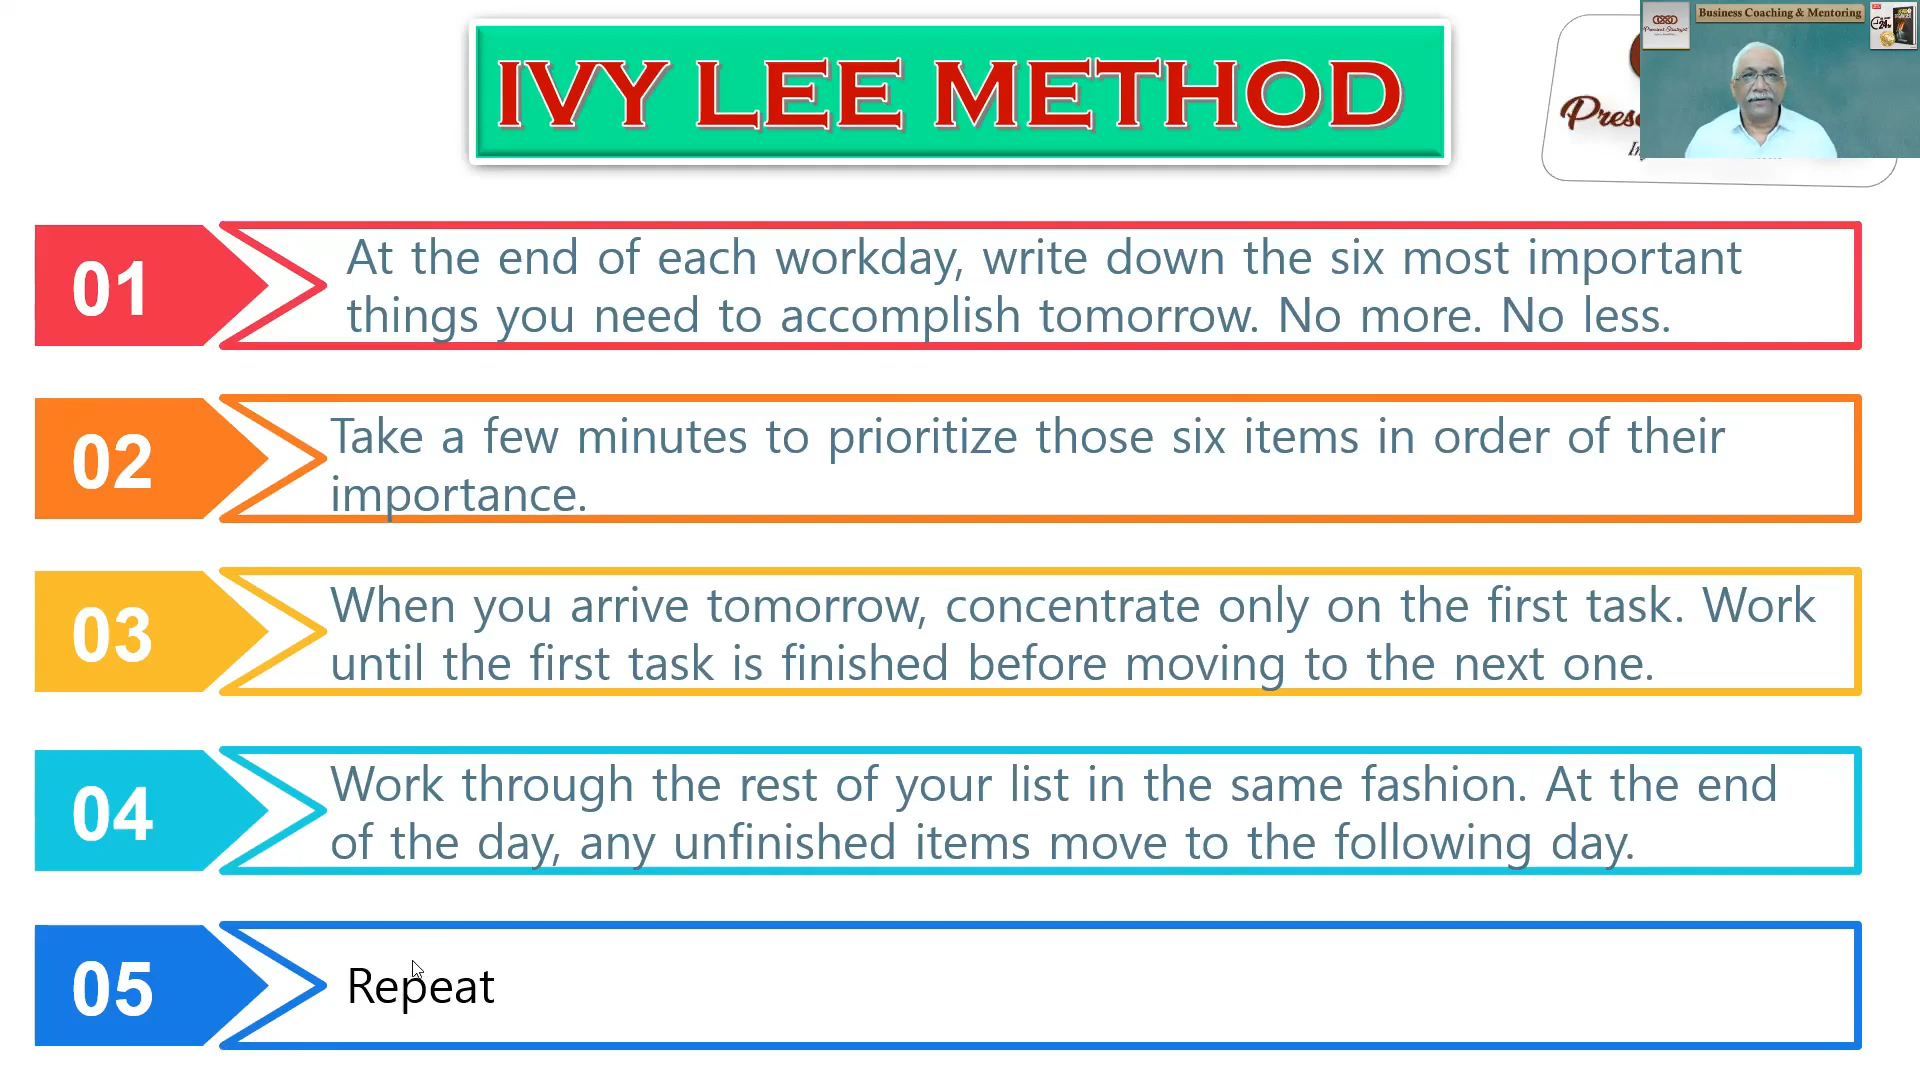 IVY LEE METHOD
Business Coaching & Mentoring
01
At the end of each workday, write down the six most important
things you need to accomplish tomorrow. No more. No less.
02
Take a few minutes to prioritize those six items in order of their
importance.
03
When you arrive tomorrow, concentrate only on the first task. Work
until the first task is finished before moving to the next one.
04
Work through the rest of your list in the same fashion. At the end
of the day, any unfinished items move to the following day.
05
Repeat